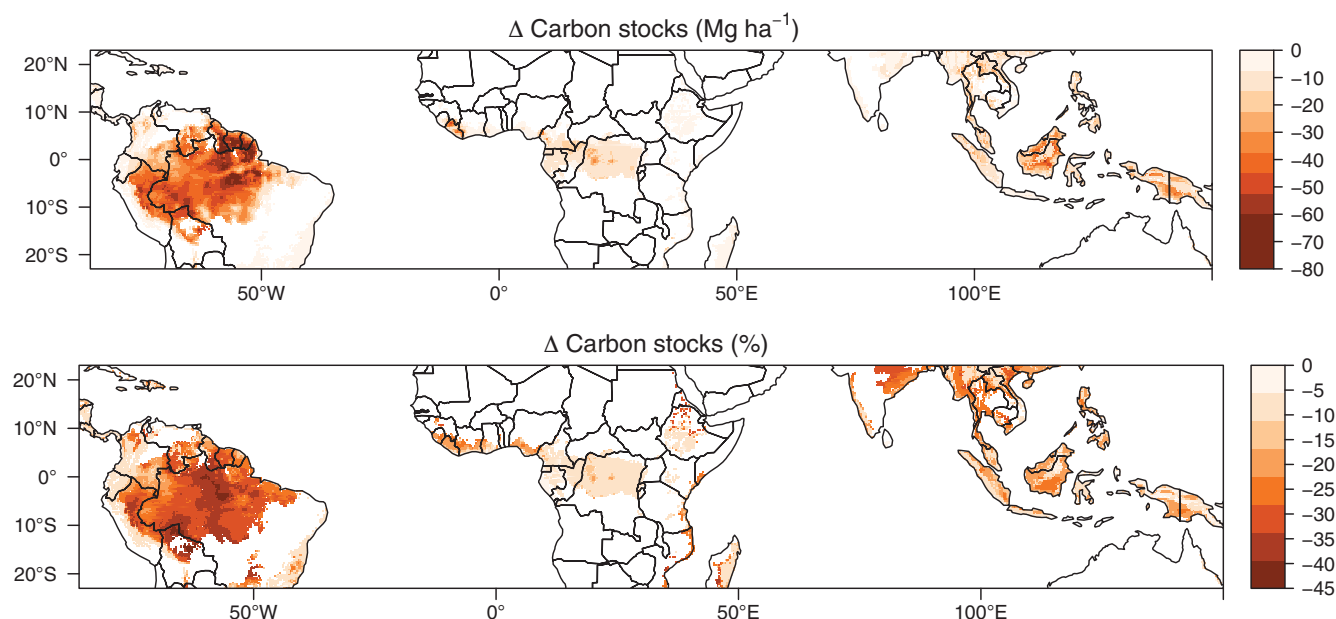 Δ Carbon stocks (Mg ha⁻¹)
20°N
10°N
0°
10°S
20°S
50°W 0° 50°E 100°E
0
−10
−20
−30
−40
−50
−60
−70
−80
Δ Carbon stocks (%)
20°N
10°N
0°
10°S
20°S
50°W 0° 50°E 100°E
0
−5
−10
−15
−20
−25
−30
−35
−40
−45